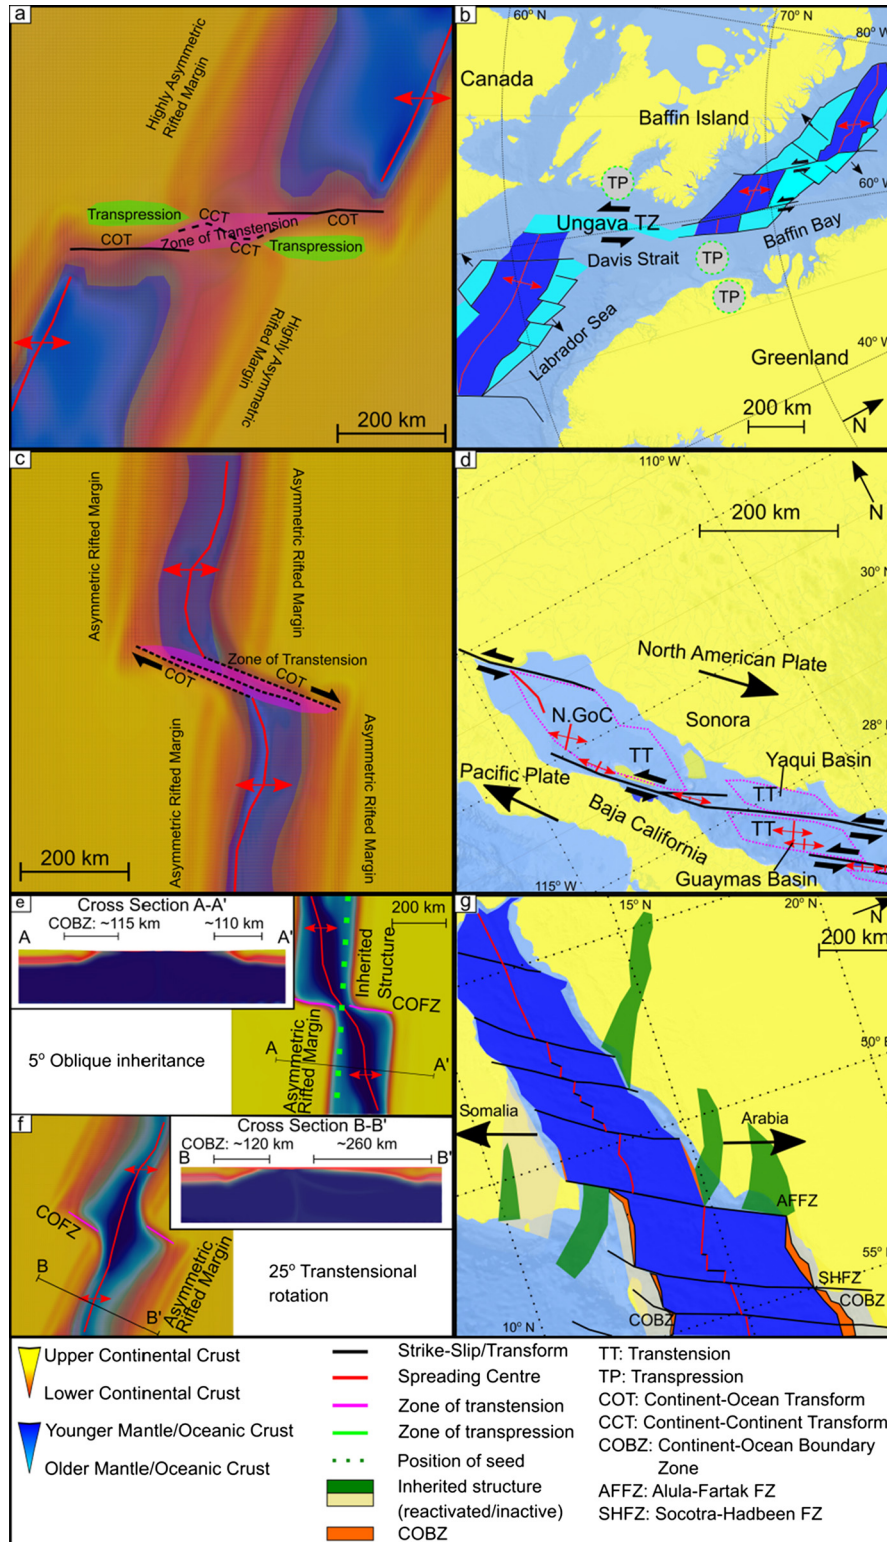 a
Highly Asymmetric
Rifted Margin
Transpression
CCT
COT
Zone of Transtension
COT
CCT
Transpression
Highly Asymmetric
Rifted Margin
200 km
b
60° N
70° N
80° W
Canada
Baffin Island
TP
60° W
Ungava TZ
Baffin Bay
Davis Strait
TP
TP
Labrador Sea
40° W
Greenland
200 km
N
c
Asymmetric Rifted Margin
Asymmetric Rifted Margin
Zone of Transtension
COT
COT
Asymmetric Rifted Margin
Asymmetric Rifted Margin
200 km
d
110° W
N
200 km
30° N
North American Plate
N.GoC
Sonora
28° N
TT
Yaqui Basin
Pacific Plate
TT
Baja California
TT
Guaymas Basin
115° W
e
Cross Section A-A'
COBZ: ~115 km
~110 km
A
A'
200 km
Inherited
Structure
COFZ
Asymmetric
Rifted Margin
A
A'
5° Oblique inheritance
f
Cross Section B-B'
COBZ: ~120 km
~260 km
B
B'
COFZ
Asymmetric
Rifted Margin
B
B'
25° Transtensional
rotation
g
15° N
20° N
N
200 km
50° E
Somalia
Arabia
AFFZ
55° E
SHFZ
COBZ
COBZ
10° N
Upper Continental Crust
Lower Continental Crust
Younger Mantle/Oceanic Crust
Older Mantle/Oceanic Crust
Strike-Slip/Transform
Spreading Centre
Zone of transtension
Zone of transpression
Position of seed
Inherited structure
(reactivated/inactive)
COBZ
TT: Transtension
TP: Transpression
COT: Continent-Ocean Transform
CCT: Continent-Continent Transform
COBZ: Continent-Ocean Boundary
Zone
AFFZ: Alula-Fartak FZ
SHFZ: Socotra-Hadbeen FZ